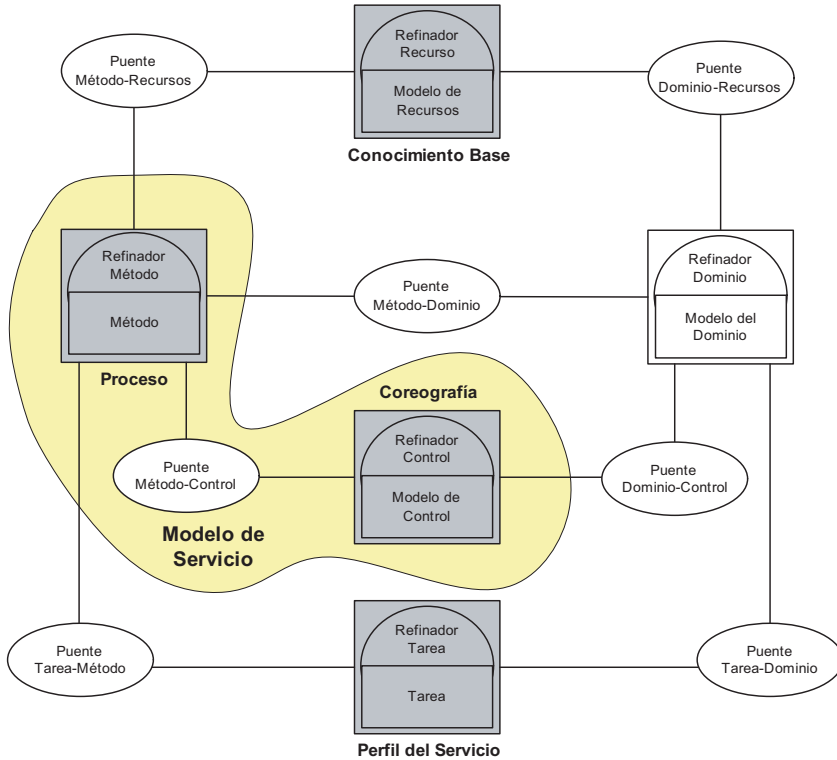 Puente
Método-Recursos
Refinador
Recurso
Modelo de
Recursos
Conocimiento Base
Puente
Dominio-Recursos
Refinador
Método
Método
Proceso
Puente
Método-Dominio
Refinador
Dominio
Modelo del
Dominio
Coreografía
Refinador
Control
Modelo de
Control
Puente
Método-Control
Puente
Dominio-Control
Modelo de
Servicio
Puente
Tarea-Método
Refinador
Tarea
Tarea
Perfil del Servicio
Puente
Tarea-Dominio